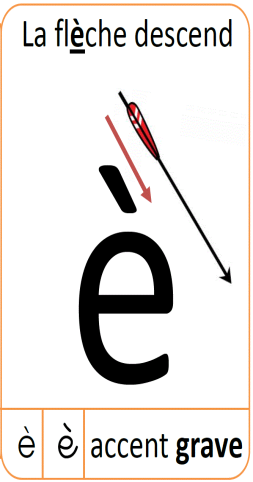 La flèche descend
è
è è accent grave